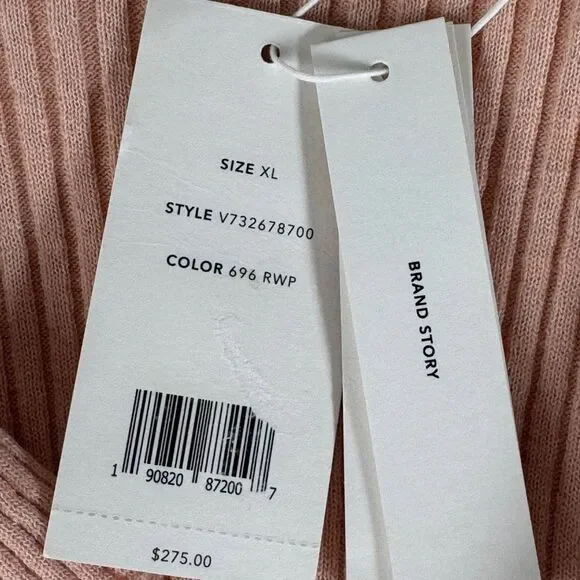 SIZE XL
STYLE V732678700
COLOR 696 RWP
1 90820 87200 7
$275.00
BRAND STORY